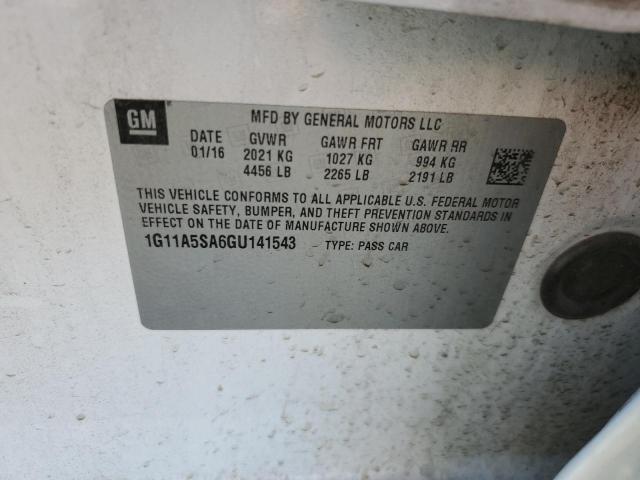 GM
MFD BY GENERAL MOTORS LLC
DATE GVWR GAWR FRT GAWR RR
01/16 2021 KG 1027 KG 994 KG
4456 LB 2265 LB 2191 LB
THIS VEHICLE CONFORMS TO ALL APPLICABLE U.S. FEDERAL MOTOR
VEHICLE SAFETY, BUMPER, AND THEFT PREVENTION STANDARDS IN
EFFECT ON THE DATE OF MANUFACTURE SHOWN ABOVE.
1G11A5SA6GU141543 - TYPE: PASS CAR